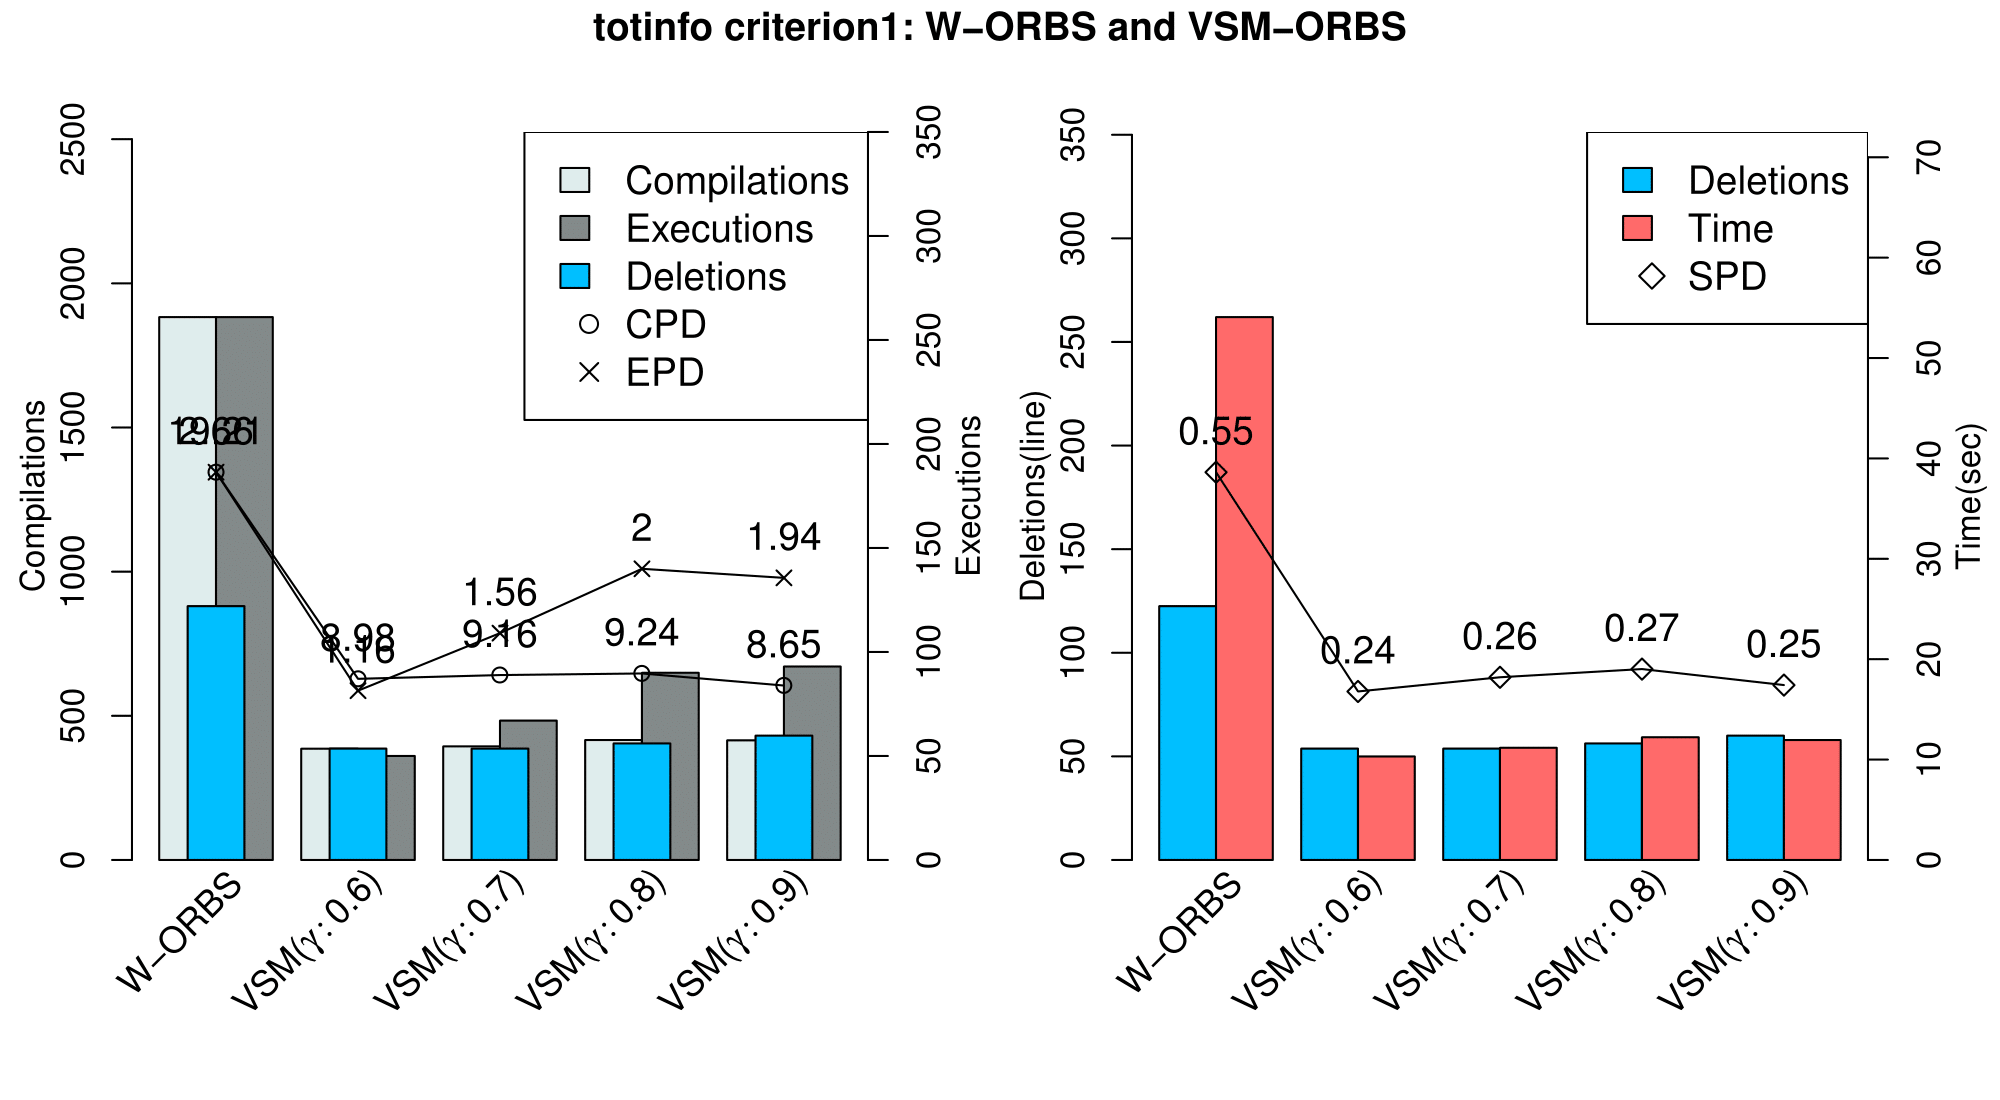 totinfo criterion1: W−ORBS and VSM−ORBS
Compilations
0
500
1000
1500
2000
2500
Compilations
Executions
Deletions
CPD
EPD
8.98
1.16
1.56
9.16
2
9.24
1.94
8.65
0
50
100
150
200
250
300
350
Executions
W−ORBS
VSM(γ: 0.6)
VSM(γ: 0.7)
VSM(γ: 0.8)
VSM(γ: 0.9)
Deletions(line)
0
50
100
150
200
250
300
350
Deletions
Time
SPD
0.55
0.24
0.26
0.27
0.25
0
10
20
30
40
50
60
70
Time(sec)
W−ORBS
VSM(γ: 0.6)
VSM(γ: 0.7)
VSM(γ: 0.8)
VSM(γ: 0.9)